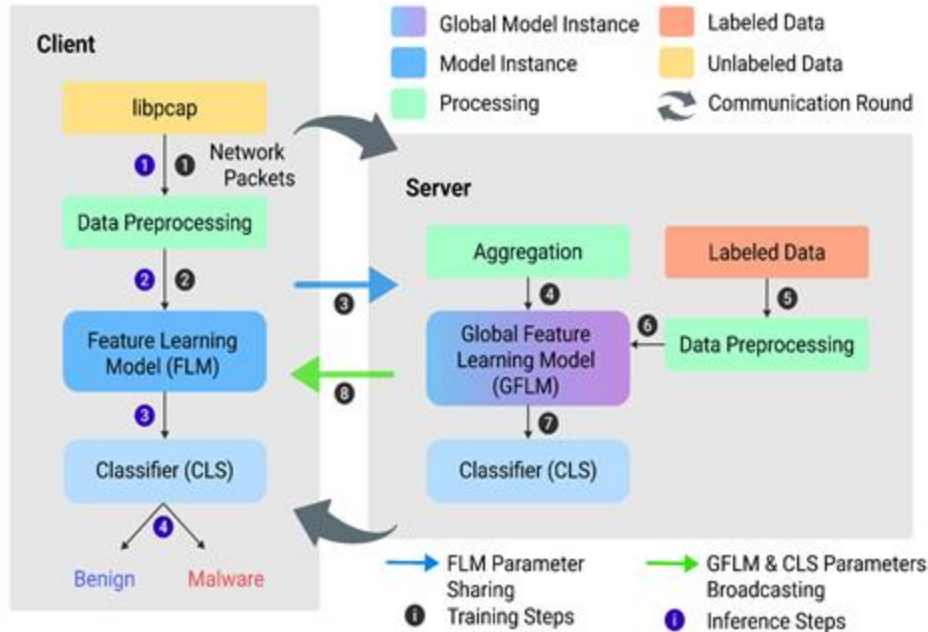 Client
libpcap
1
1
Network
Packets
Data Preprocessing
2
2
Feature Learning
Model (FLM)
3
Classifier (CLS)
4
Benign
Malware
Global Model Instance
Model Instance
Processing
Labeled Data
Unlabeled Data
Communication Round
3
8
Server
Aggregation
4
Labeled Data
5
6
Data Preprocessing
Global Feature
Learning Model
(GFLM)
7
Classifier (CLS)
FLM Parameter
Sharing
i Training Steps
GFLM & CLS Parameters
Broadcasting
i Inference Steps